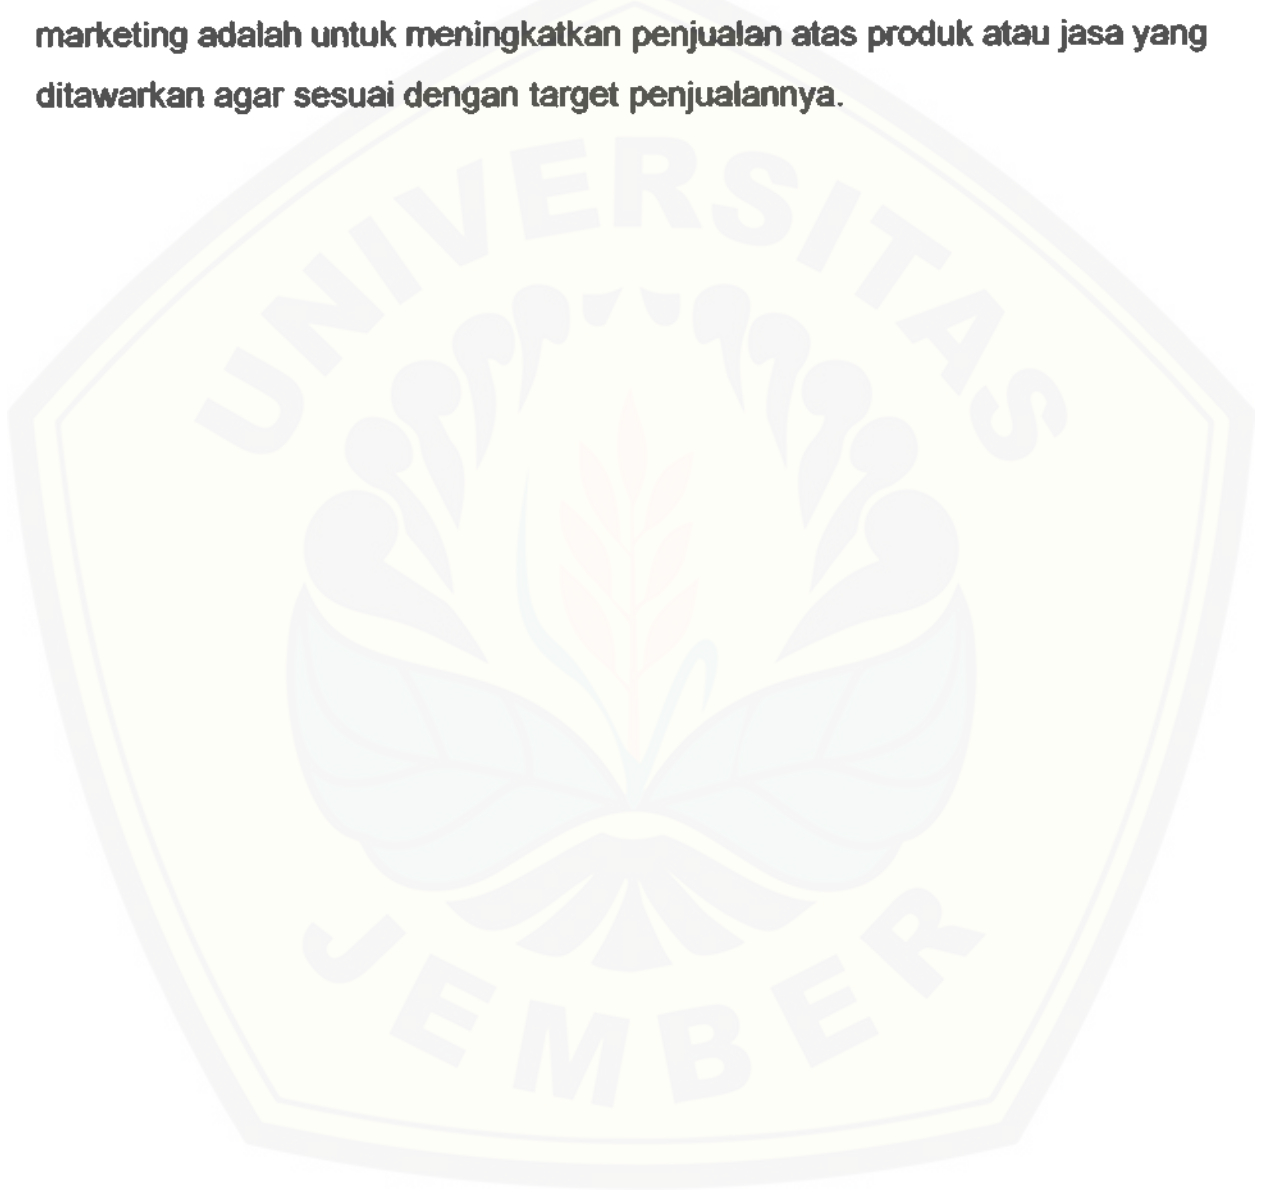 marketing adalah untuk meningkatkan penjualan atas produk atau jasa yang
ditawarkan agar sesuai dengan target penjualannya.
UNIVERSITAS
JEMBER